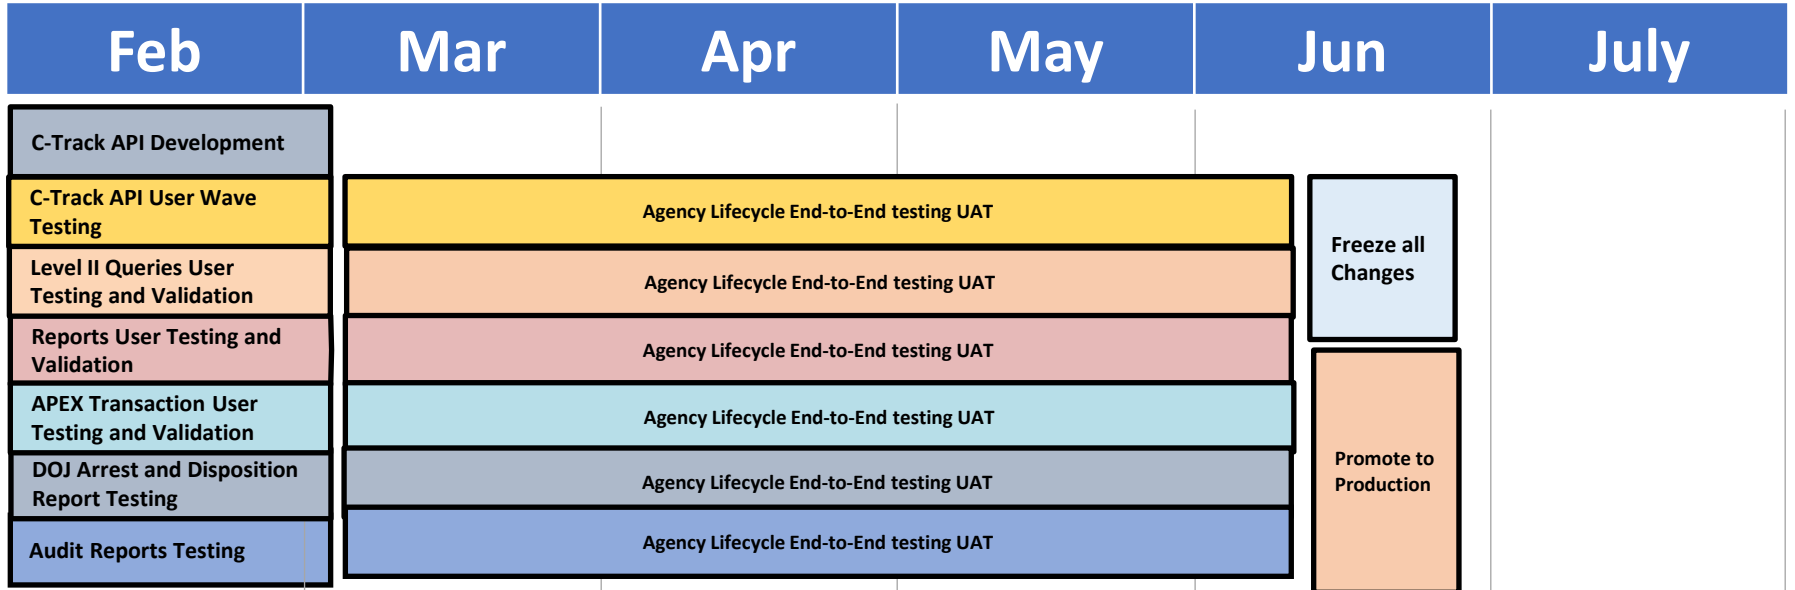 Feb Mar Apr May Jun July
C-Track API Development
C-Track API User Wave
Testing
Agency Lifecycle End-to-End testing UAT
Level II Queries User
Testing and Validation
Agency Lifecycle End-to-End testing UAT
Reports User Testing and
Validation
Agency Lifecycle End-to-End testing UAT
APEX Transaction User
Testing and Validation
Agency Lifecycle End-to-End testing UAT
DOJ Arrest and Disposition
Report Testing
Agency Lifecycle End-to-End testing UAT
Audit Reports Testing
Agency Lifecycle End-to-End testing UAT
Freeze all
Changes
Promote to
Production